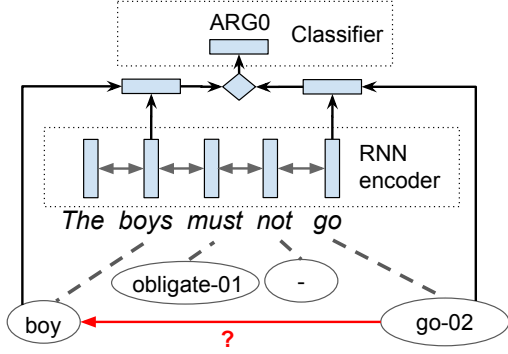 ARG0
Classifier
RNN
encoder
The boys must not go
obligate-01
-
boy
go-02
?